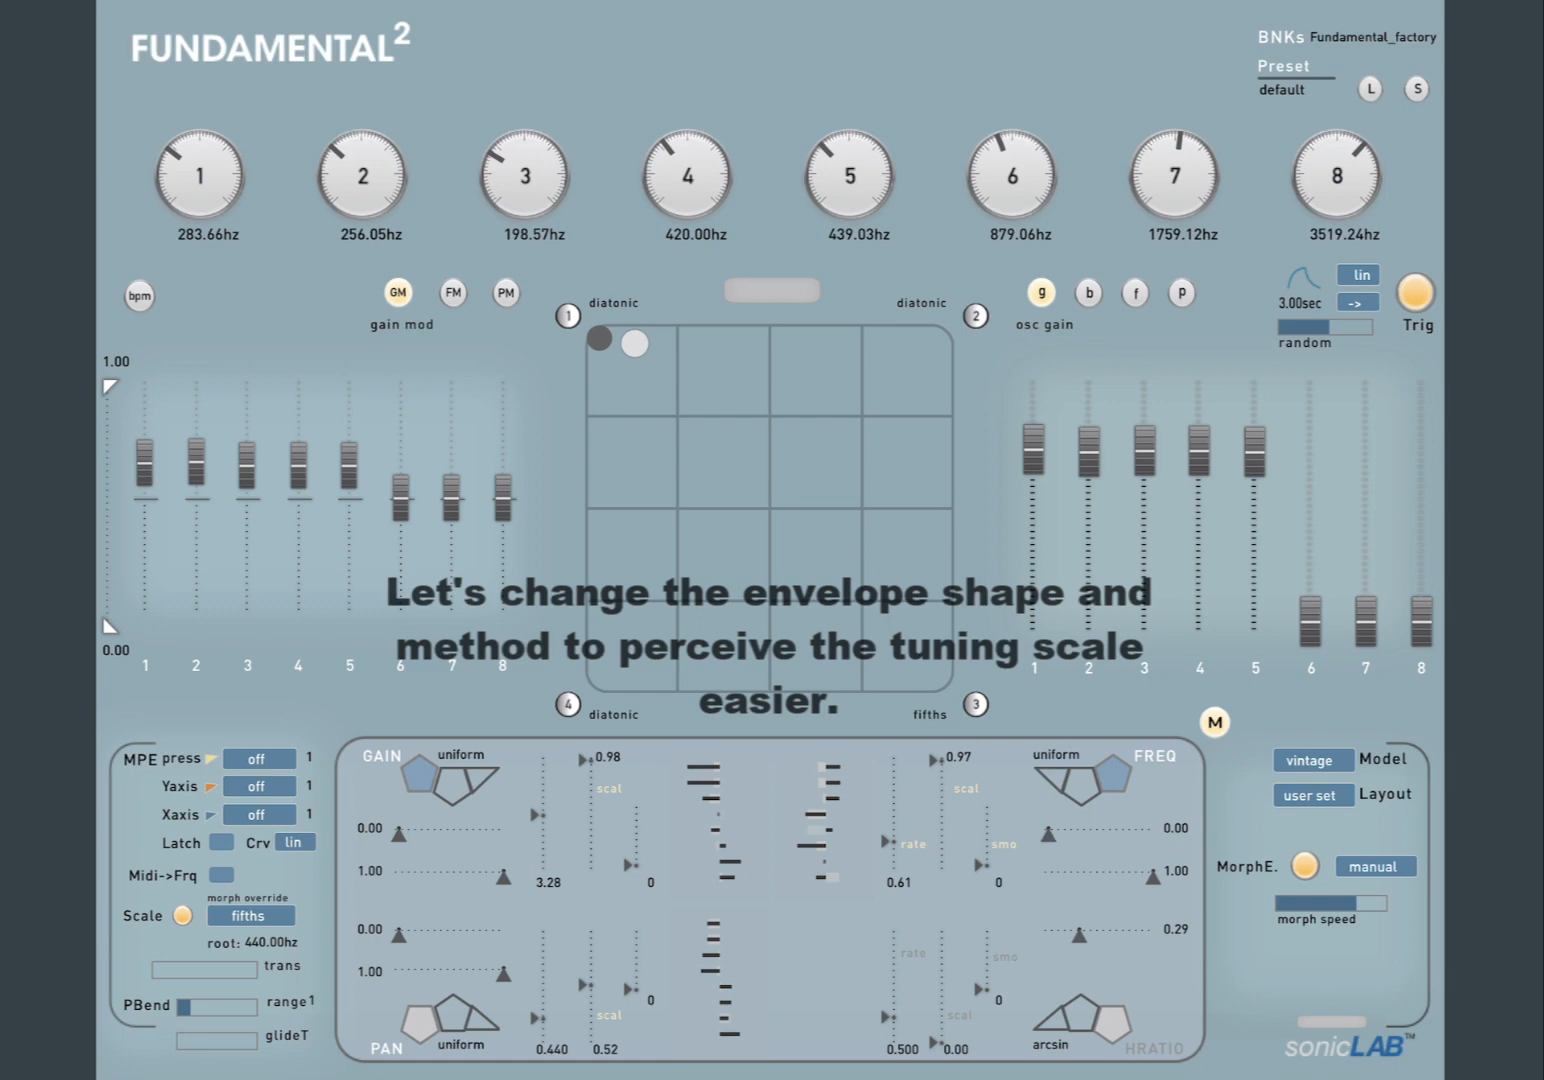 FUNDAMENTAL2
BNKs Fundamental_factory
Preset
default
L S
1 2 3 4 5 6 7 8
283.66hz 256.05hz 198.57hz 420.00hz 439.03hz 879.06hz 1759.12hz 3519.24hz
bpm GM FM PM
gain mod
1 diatonic diatonic 2
g b f p
osc gain
lin
3.00sec ->
random
Trig
1.00
0.00
1 2 3 4 5 6 7 8
Let's change the envelope shape and
method to perceive the tuning scale
easier.
1 2 3 4 5 6 7 8
4 diatonic fifths 3
M
MPE press off 1
Yaxis off 1
Xaxis off 1
Latch Crv lin
Midi->Frq
morph override
Scale fifths
root: 440.00hz
trans
PBend range1
glideT
GAIN uniform 0.98
scal
0.00
1.00
3.28 0
uniform FREQ
0.97
scal
rate smo
0.00
1.00
0.61 0
0.00
1.00
0
scal
PAN uniform 0.440 0.52
rate smo
0.29
0
scal
0.500 0.00 arcsin HRATIO
vintage Model
user set Layout
MorphE. manual
morph speed
sonicLAB™